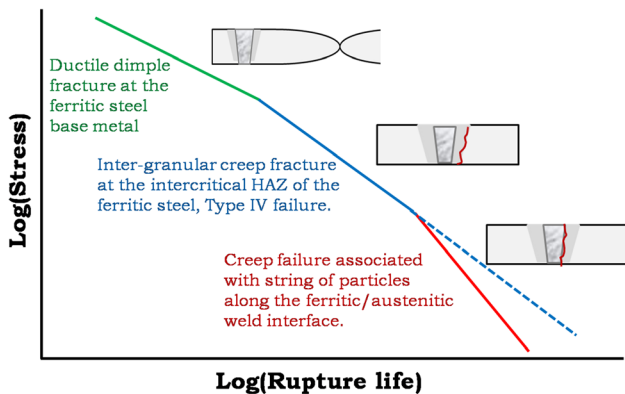 Ductile dimple
fracture at the
ferritic steel
base metal
Inter-granular creep fracture
at the intercritical HAZ of the
ferritic steel, Type IV failure.
Creep failure associated
with string of particles
along the ferritic/austenitic
weld interface.
Log(Stress)
Log(Rupture life)